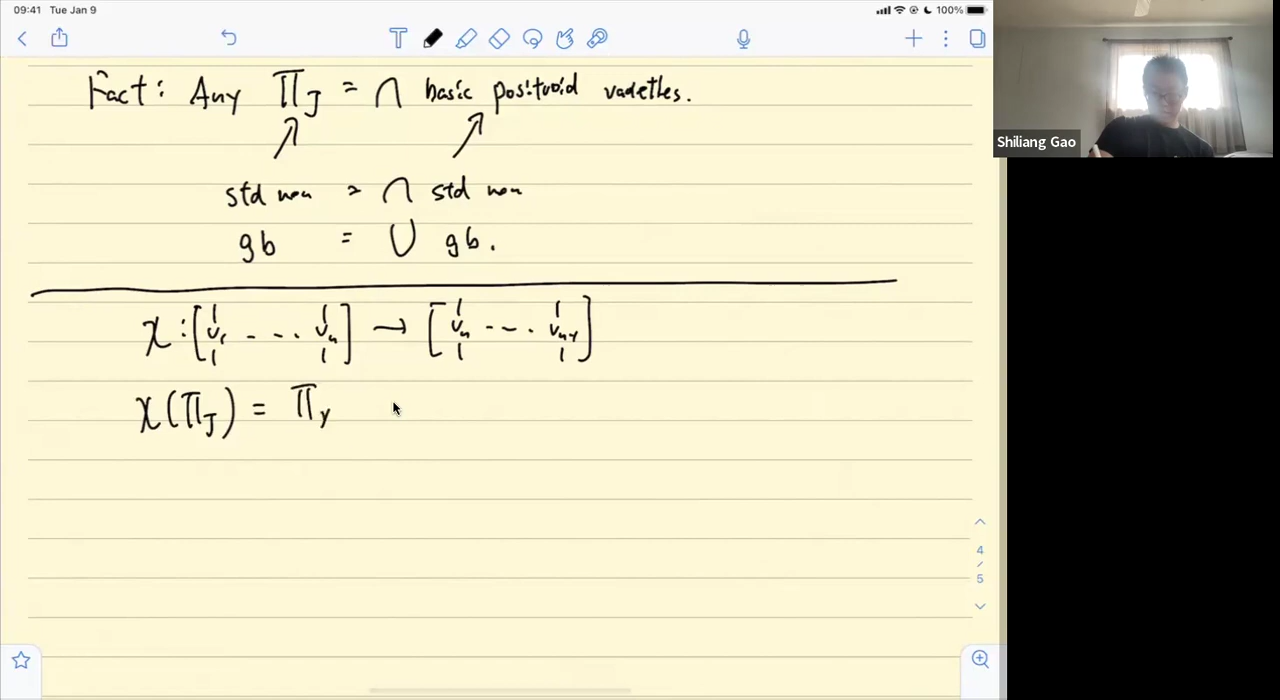 09:41 Tue Jan 9
100%
Fact: Any Π_J = ∩ basic positroid varieties.
std mon = ∩ std mon
gb = ∪ gb.
χ : [v_1 - - . v_n] → [v_n - - . v_{n-1}]
χ(Π_J) = Π_γ
Shiliang Gao
4
/
5